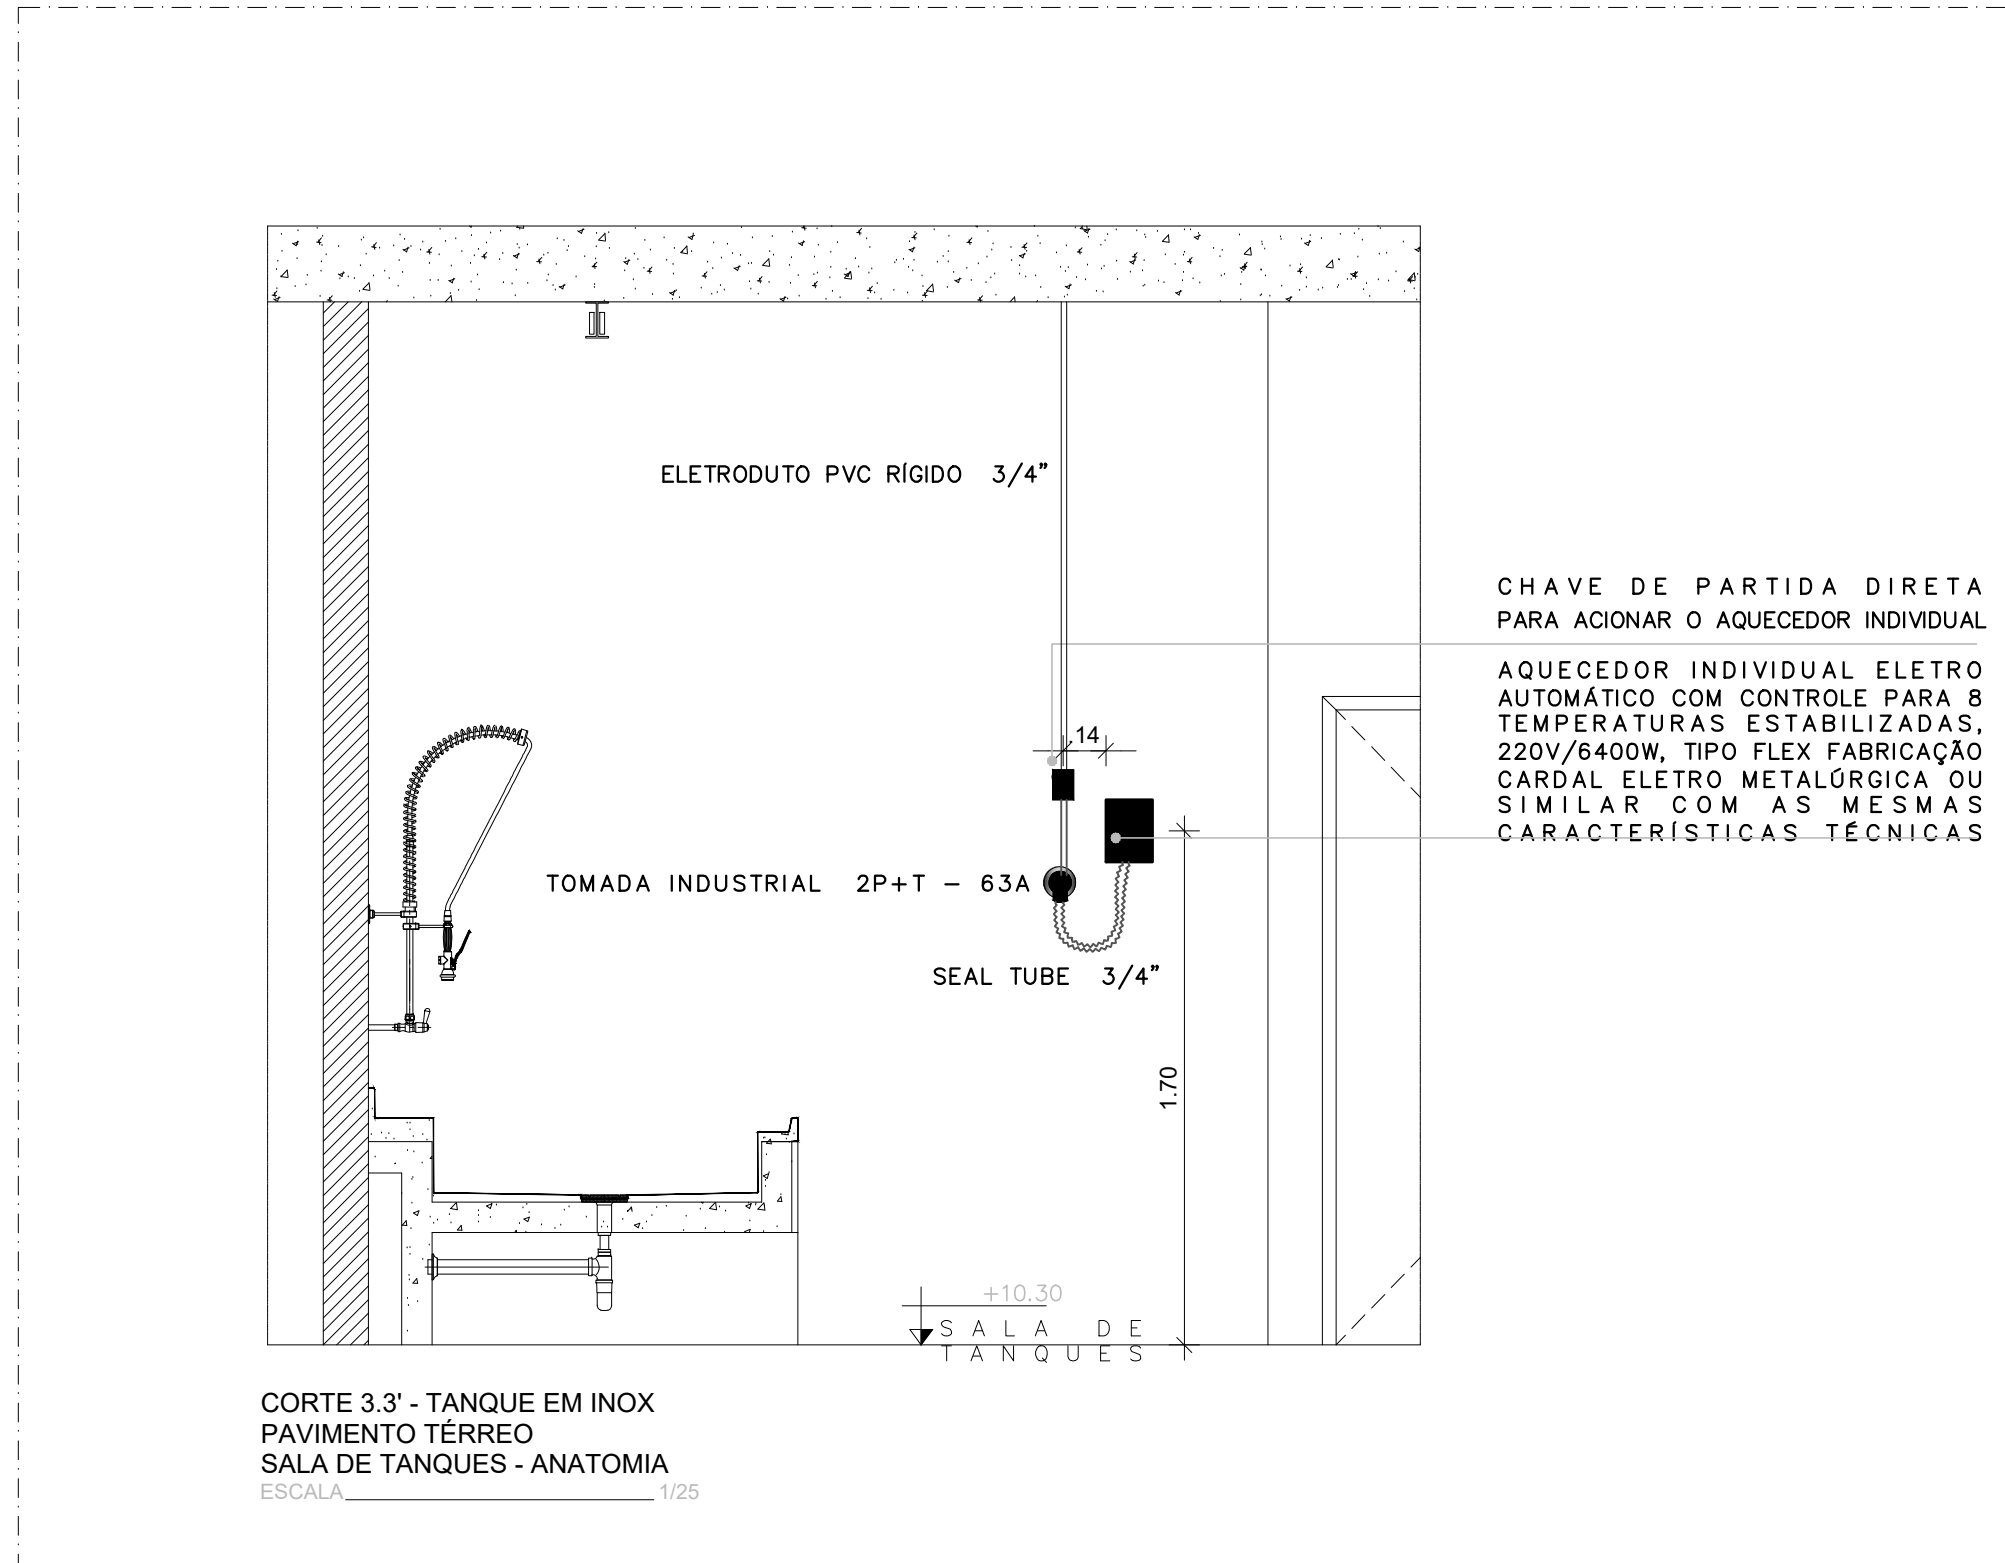 ELETRODUTO PVC RÍGIDO 3/4"
CHAVE DE PARTIDA DIRETA
PARA ACIONAR O AQUECEDOR INDIVIDUAL
AQUECEDOR INDIVIDUAL ELETRO
AUTOMÁTICO COM CONTROLE PARA 8
TEMPERATURAS ESTABILIZADAS,
220V/6400W, TIPO FLEX FABRICAÇÃO
CARDAL ELETRO METALÚRGICA OU
SIMILAR COM AS MESMAS
CARACTERÍSTICAS TÉCNICAS
.14
TOMADA INDUSTRIAL 2P+T - 63A
SEAL TUBE 3/4"
1.70
+10.30
SALA DE
TANQUES
CORTE 3.3' - TANQUE EM INOX
PAVIMENTO TÉRREO
SALA DE TANQUES - ANATOMIA
ESCALA 1/25